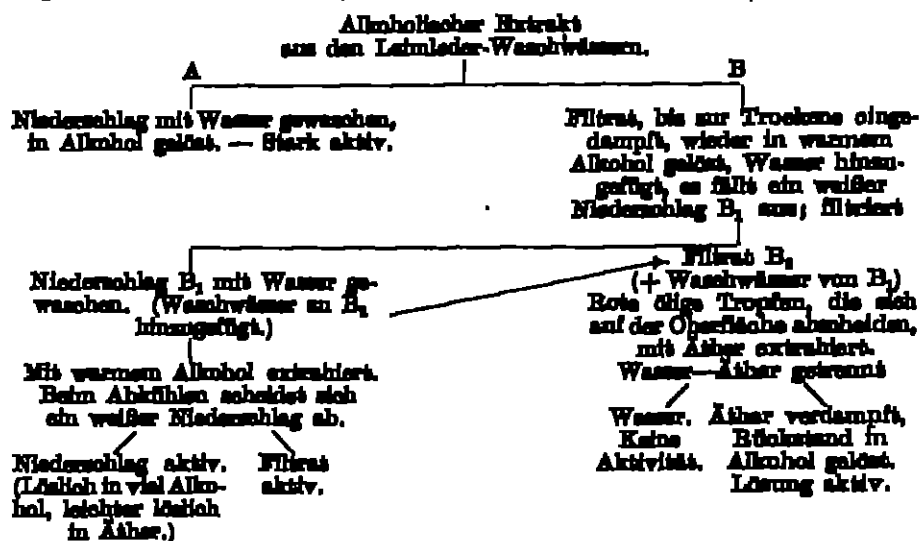 Alkoholischer Extrakt
aus den Leimleder-Waschwässern.
A
B
Niederschlag mit Wasser gewaschen,
in Alkohol gelöst. — Stark aktiv.
Filtrat, bis zur Trockene einge-
dampft, wieder in warmem
Alkohol gelöst, Wasser hinzu-
gefügt, es fällt ein weißer
Niederschlag B₁ aus; filtriert
Niederschlag B₁ mit Wasser ge-
waschen. (Waschwässer zu B₂
hinzugefügt.)
Mit warmem Alkohol extrahiert.
Beim Abkühlen scheidet sich
ein weißer Niederschlag ab.
Niederschlag aktiv.
(Löslich in viel Alko-
hol, leichter löslich
in Äther.)
Filtrat
aktiv.
Filtrat B₂
(+ Waschwässer von B₁)
Rote ölige Tropfen, die sich
auf der Oberfläche abscheiden,
mit Äther extrahiert.
Wasser—Äther getrennt
Wasser.
Keine
Aktivität.
Äther verdampft,
Rückstand in
Alkohol gelöst.
Lösung aktiv.